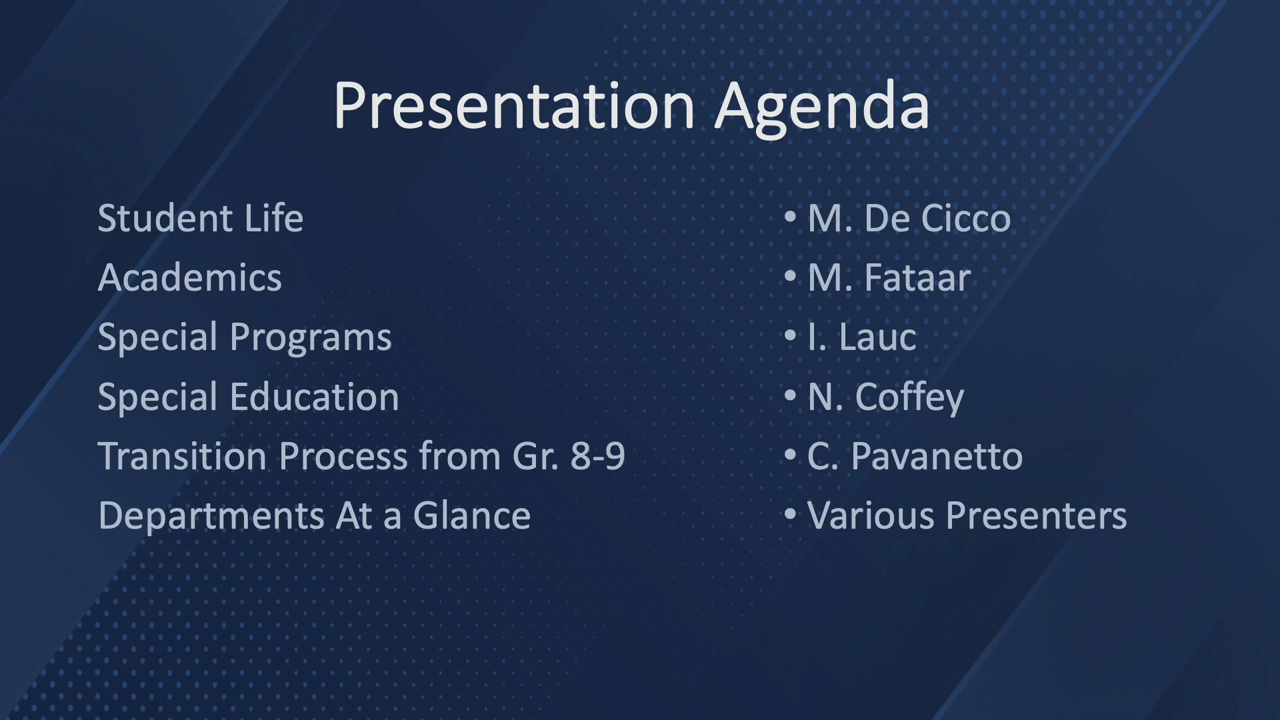 Presentation Agenda
Student Life • M. De Cicco
Academics • M. Fataar
Special Programs • I. Lauc
Special Education • N. Coffey
Transition Process from Gr. 8-9 • C. Pavanetto
Departments At a Glance • Various Presenters